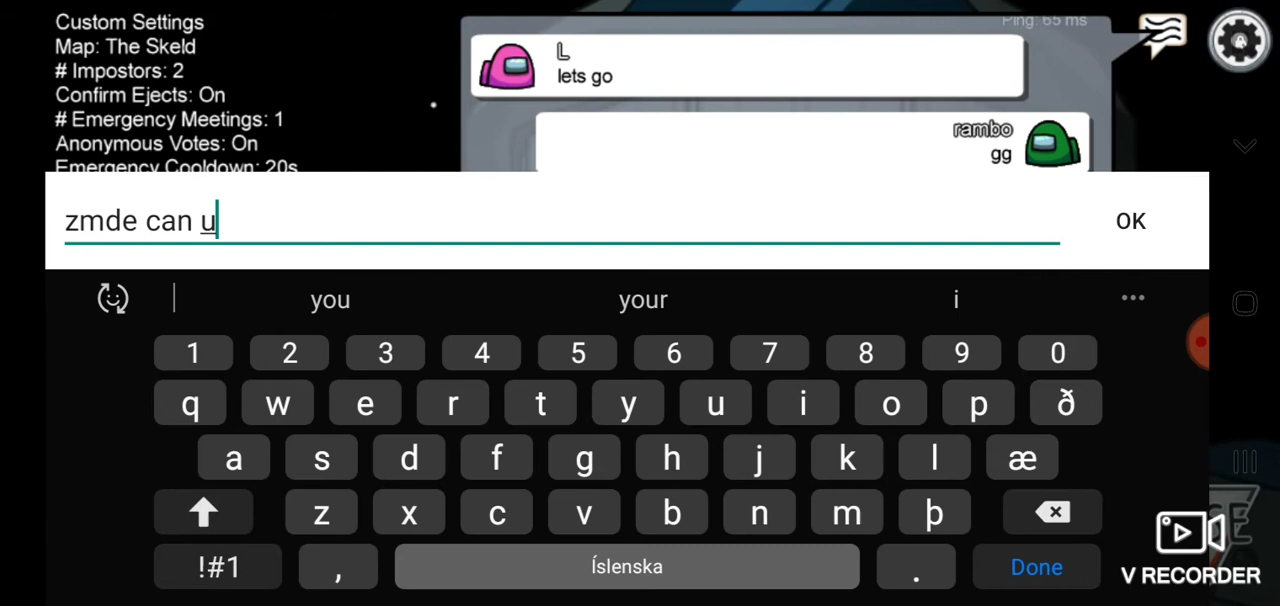 Custom Settings
Map: The Skeld
# Impostors: 2
Confirm Ejects: On
# Emergency Meetings: 1
Anonymous Votes: On
Emergency Cooldown: 20s
Ping: 65 ms
L
lets go
rambo
gg
zmde can u
OK
you your i
1 2 3 4 5 6 7 8 9 0
q w e r t y u i o p ð
a s d f g h j k l æ
z x c v b n m þ
!#1 , Íslenska . Done
V RECORDER